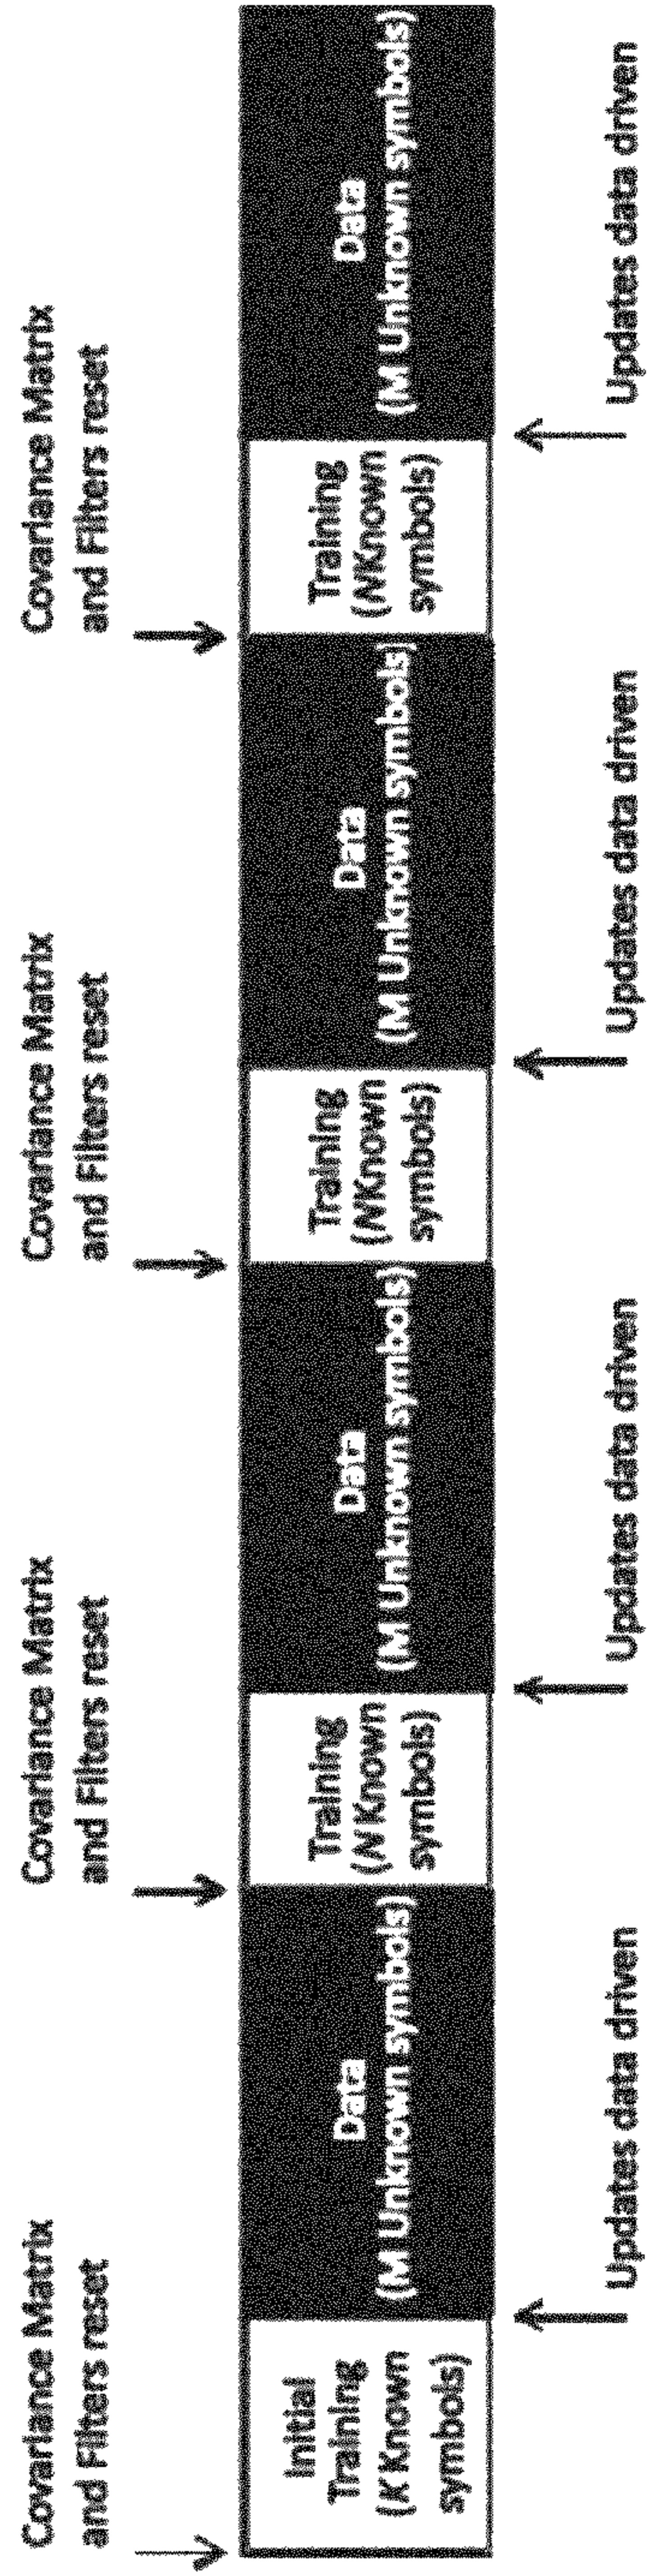 Covariance Matrix
and Filters reset
Covariance Matrix
and Filters reset
Covariance Matrix
and Filters reset
Covariance Matrix
and Filters reset
Initial
Training
(K Known
symbols)
Data
(M Unknown symbols)
Training
(N Known
symbols)
Data
(M Unknown symbols)
Training
(NKnown
symbols)
Data
(M Unknown symbols)
Training
(NKnown
symbols)
Data
(M Unknown symbols)
Updates data driven
Updates data driven
Updates data driven
Updates data driven